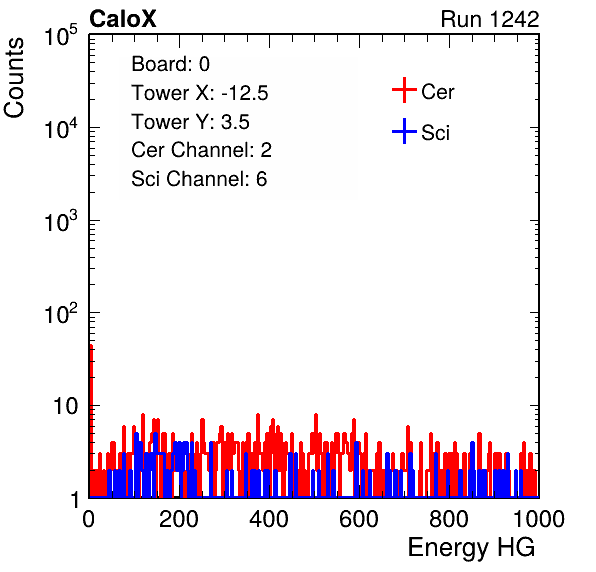 CaloX Run 1242
Counts
Board: 0
Tower X: -12.5
Tower Y: 3.5
Cer Channel: 2
Sci Channel: 6
Cer
Sci
10^5
10^4
10^3
10^2
10
1
0 200 400 600 800 1000
Energy HG